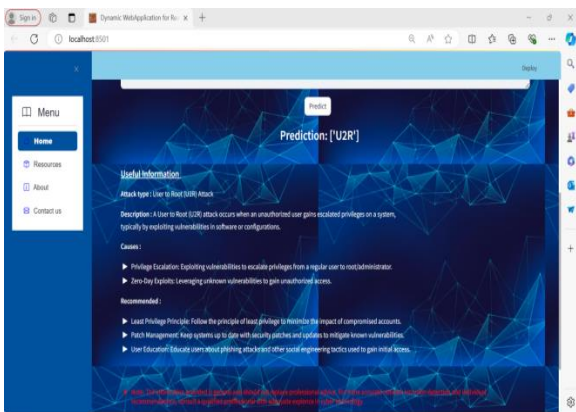 Sign in
Dynamic WebApplication for
localhost:8501
Deploy
Menu
Home
Resources
About
Contact us
Predict
Prediction: ['U2R']
Useful Information
Attack type : User to Root (U2R) Attack
Description : A User to Root (U2R) attack occurs when an unauthorized user gains escalated privileges on a system,
typically by exploiting vulnerabilities in software or configurations.
Causes :
Privilege Escalation: Exploiting vulnerabilities to escalate privileges from a regular user to root/administrator.
Zero-Day Exploits: Leveraging unknown vulnerabilities to gain unauthorized access.
Recommended :
Least Privilege Principle: Follow the principle of least privilege to minimize the impact of compromised accounts.
Patch Management: Keep systems up to date with security patches and updates to mitigate known vulnerabilities.
User Education: Educate users about phishing attacks and other social engineering tactics used to gain initial access.